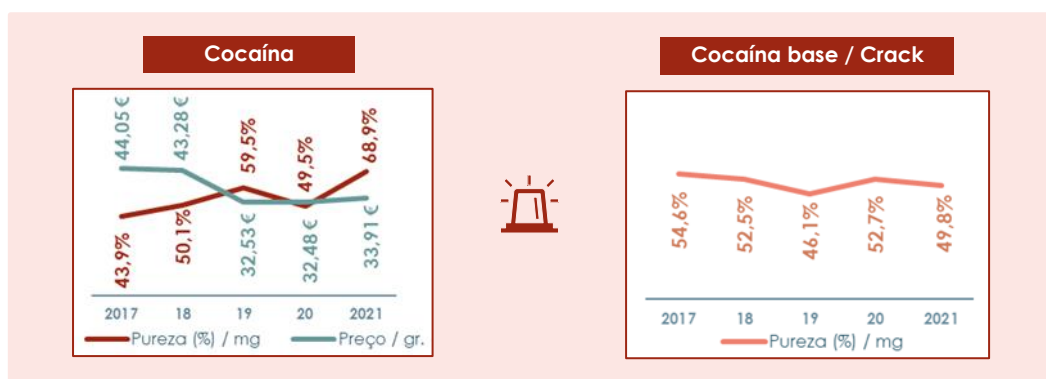 Cocaína
44,05 €
43,28 €
59,5%
49,5%
68,9%
43,9%
50,1%
32,53 €
32,48 €
33,91 €
2017 18 19 20 2021
Pureza (%) / mg Preço / gr.
Cocaína base / Crack
54,6%
52,5%
46,1%
52,7%
49,8%
2017 18 19 20 2021
Pureza (%) / mg